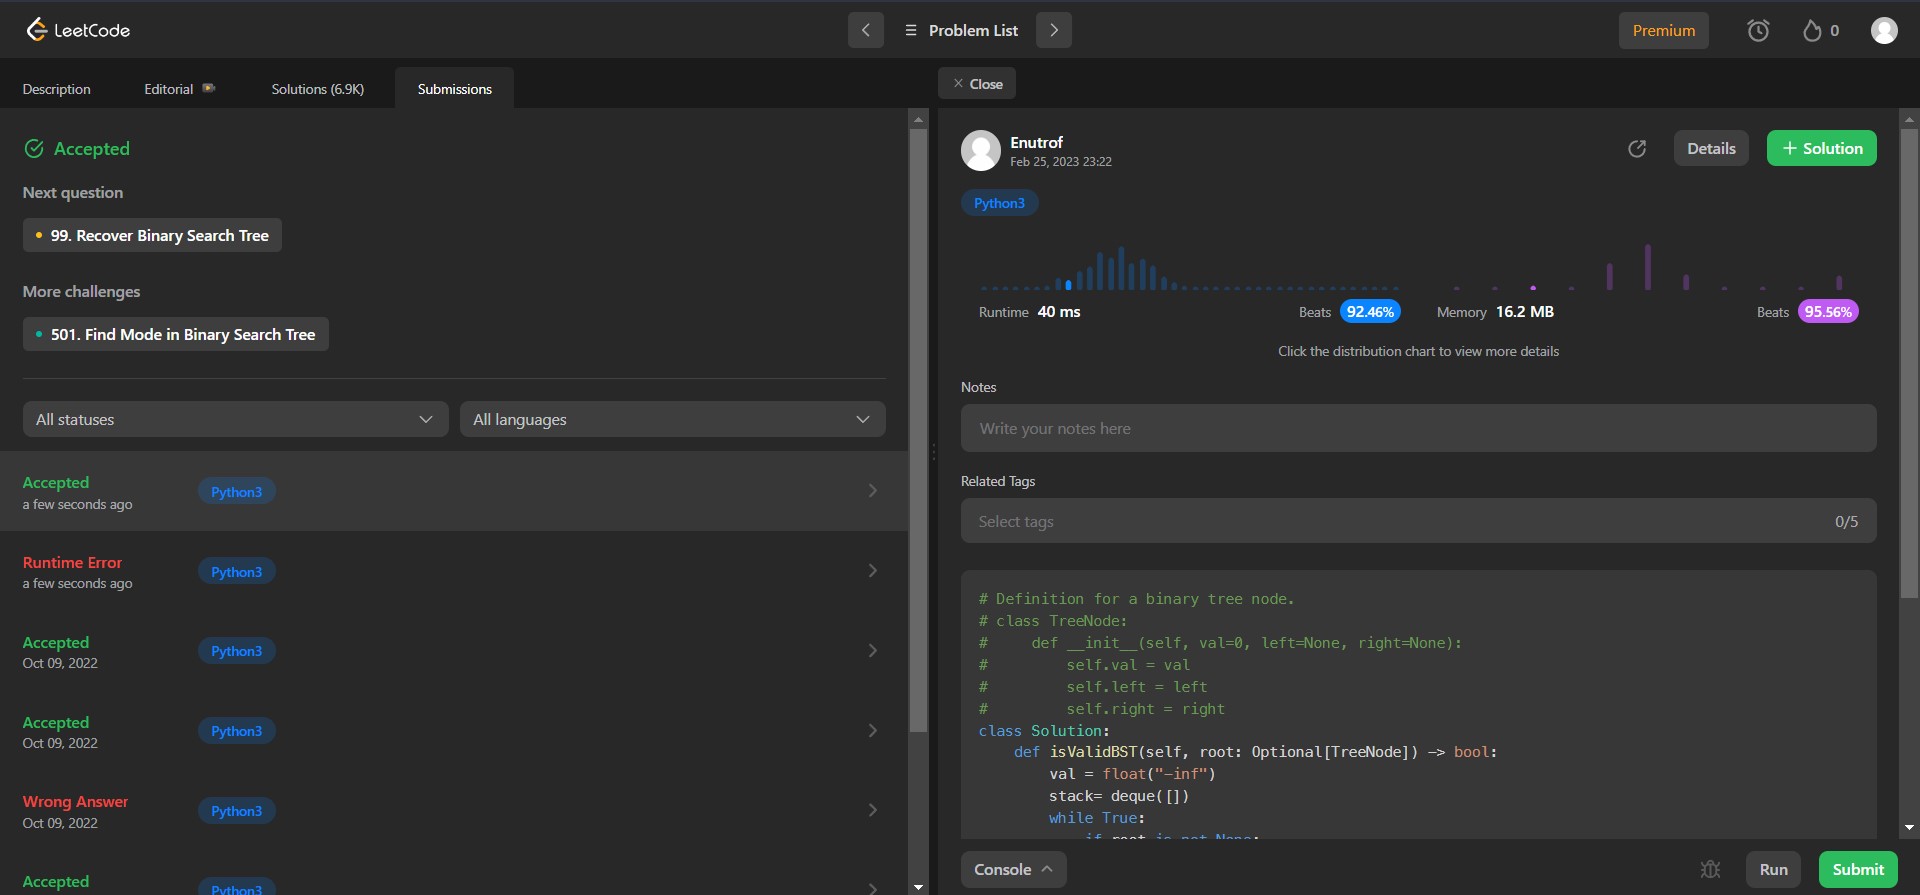 LeetCode
Problem List
Premium
0
Description
Editorial
Solutions (6.9K)
Submissions
Close
Accepted
Next question
99. Recover Binary Search Tree
More challenges
501. Find Mode in Binary Search Tree
All statuses
All languages
Accepted
a few seconds ago
Python3
Runtime Error
a few seconds ago
Python3
Accepted
Oct 09, 2022
Python3
Accepted
Oct 09, 2022
Python3
Wrong Answer
Oct 09, 2022
Python3
Accepted
Python3
Enutrof
Feb 25, 2023 23:22
Details
+ Solution
Python3
Runtime 40 ms
Beats 92.46%
Memory 16.2 MB
Beats 95.56%
Click the distribution chart to view more details
Notes
Write your notes here
Related Tags
Select tags
0/5
# Definition for a binary tree node.
# class TreeNode:
#     def __init__(self, val=0, left=None, right=None):
#         self.val = val
#         self.left = left
#         self.right = right
class Solution:
    def isValidBST(self, root: Optional[TreeNode]) -> bool:
        val = float("-inf")
        stack= deque([])
        while True:
            if root is not None:
Console
Run
Submit